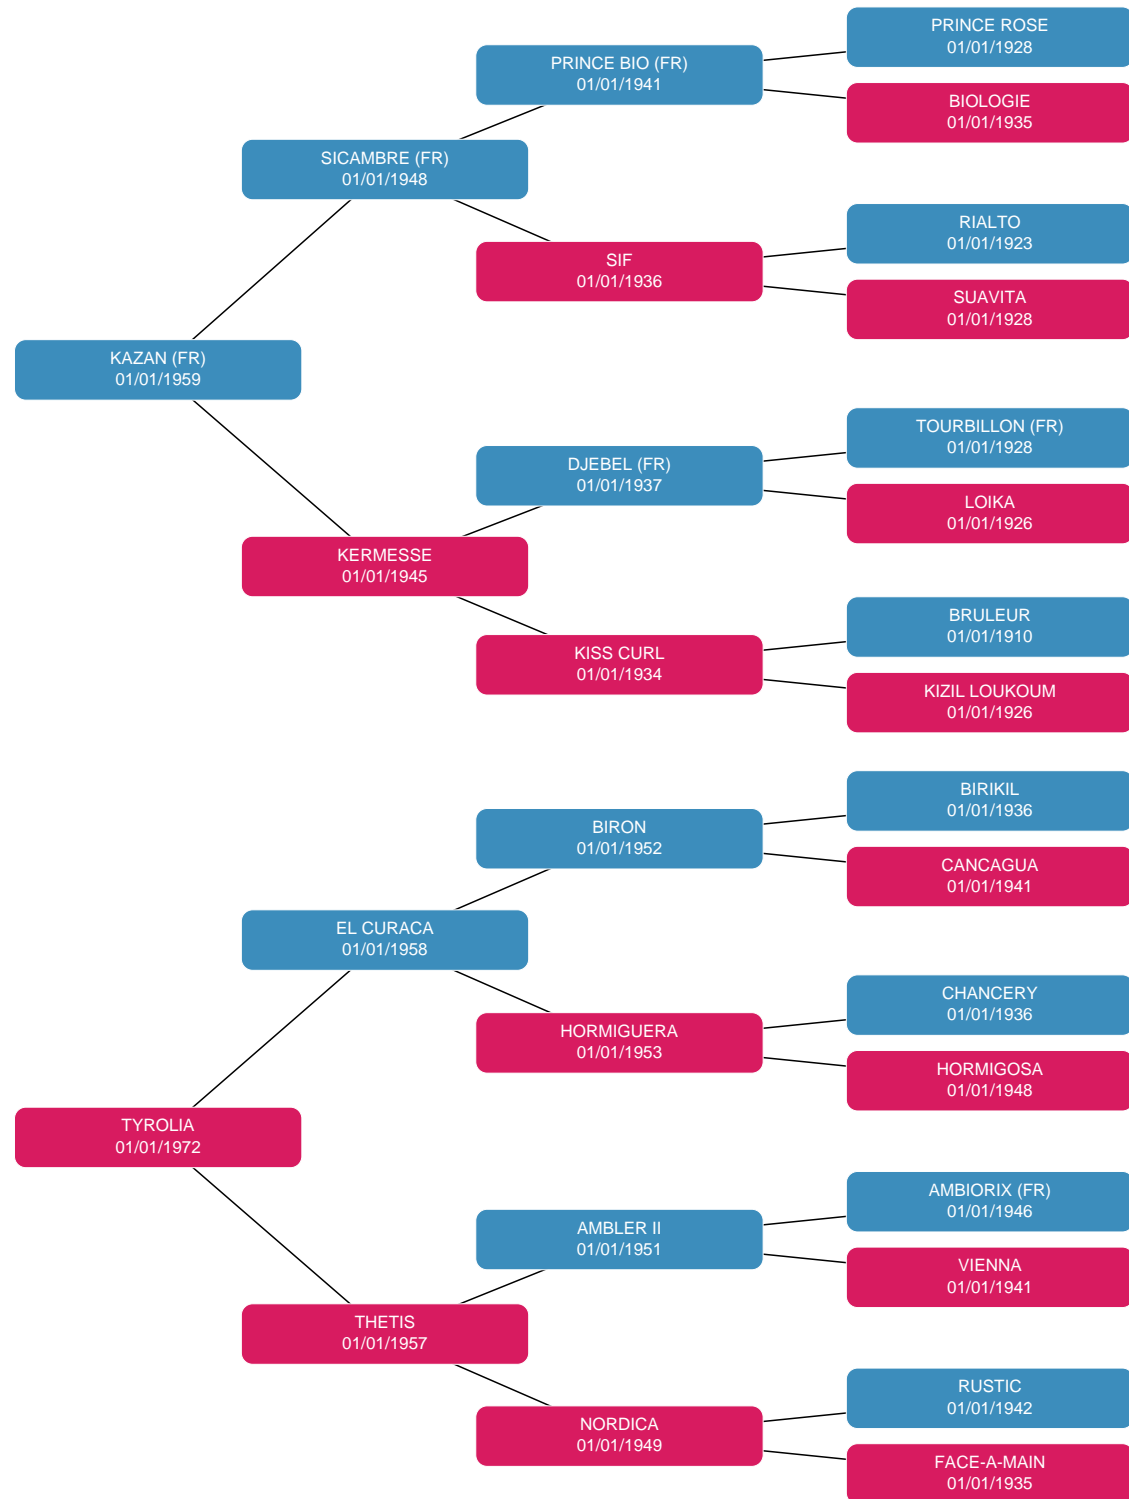 PRINCE ROSE
01/01/1928
PRINCE BIO (FR)
01/01/1941
BIOLOGIE
01/01/1935
SICAMBRE (FR)
01/01/1948
RIALTO
01/01/1923
SIF
01/01/1936
SUAVITA
01/01/1928
KAZAN (FR)
01/01/1959
TOURBILLON (FR)
01/01/1928
DJEBEL (FR)
01/01/1937
LOIKA
01/01/1926
KERMESSE
01/01/1945
BRULEUR
01/01/1910
KISS CURL
01/01/1934
KIZIL LOUKOUM
01/01/1926
BIRIKIL
01/01/1936
BIRON
01/01/1952
CANCAGUA
01/01/1941
EL CURACA
01/01/1958
CHANCERY
01/01/1936
HORMIGUERA
01/01/1953
HORMIGOSA
01/01/1948
TYROLIA
01/01/1972
AMBIORIX (FR)
01/01/1946
AMBLER II
01/01/1951
VIENNA
01/01/1941
THETIS
01/01/1957
RUSTIC
01/01/1942
NORDICA
01/01/1949
FACE-A-MAIN
01/01/1935